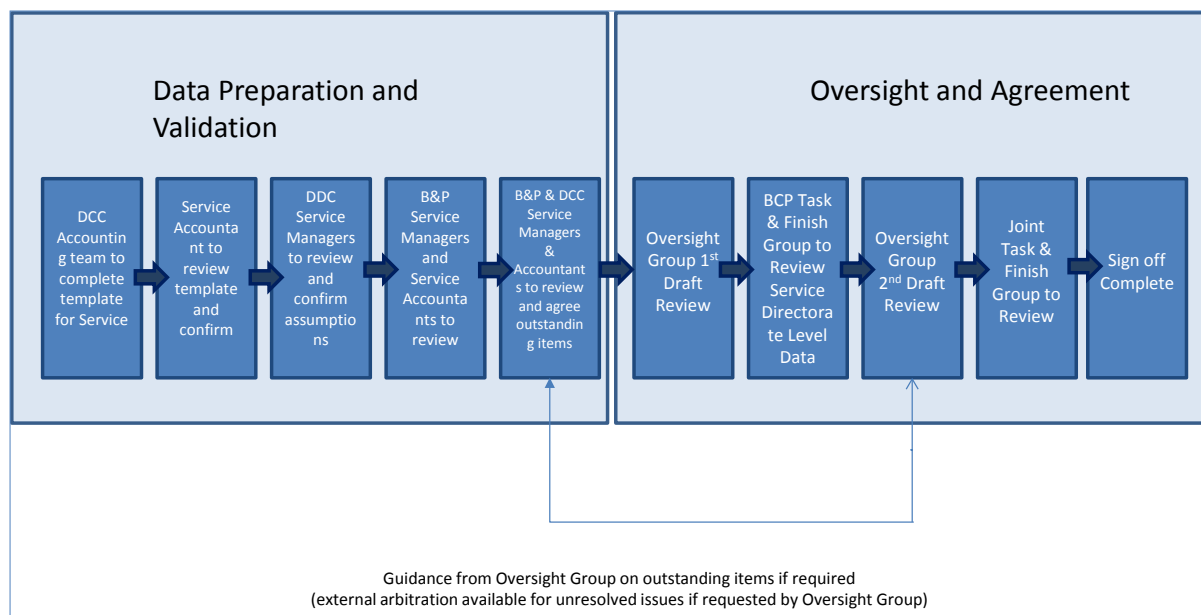 Data Preparation and
Validation
Oversight and Agreement
DCC
Accountin
g team to
complete
template
for Service
Service
Accounta
nt to
review
template
and
confirm
DDC
Service
Managers
to review
and
confirm
assumptio
ns
B&P
Service
Managers
and
Service
Accounta
nts to
review
B&P & DCC
Service
Managers
&
Accountant
s to review
and agree
outstandin
g items
Oversight
Group 1st
Draft
Review
BCP Task
& Finish
Group to
Review
Service
Directora
te Level
Data
Oversight
Group
2nd Draft
Review
Joint
Task &
Finish
Group to
Review
Sign off
Complete
Guidance from Oversight Group on outstanding items if required
(external arbitration available for unresolved issues if requested by Oversight Group)